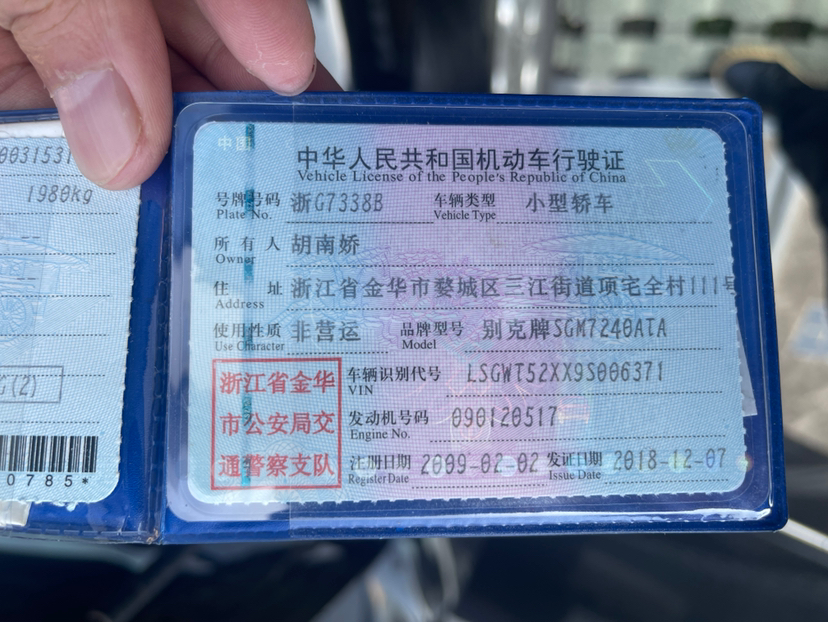 0031531
1980kg
G(2)
0785*
中国
中华人民共和国机动车行驶证
Vehicle License of the People's Republic of China
号牌号码 浙G7338B 车辆类型 小型轿车
Plate No. Vehicle Type
所有人 胡南娇
Owner
住址 浙江省金华市婺城区三江街道项宅全村111号
Address
使用性质 非营运 品牌型号 别克牌SGM7240ATA
Use Character Model
浙江省金华
市公安局交
通警察支队
车辆识别代号 LSGWT52XX9S006371
VIN
发动机号码 090120517
Engine No.
注册日期 2009-02-02 发证日期 2018-12-07
Register Date Issue Date